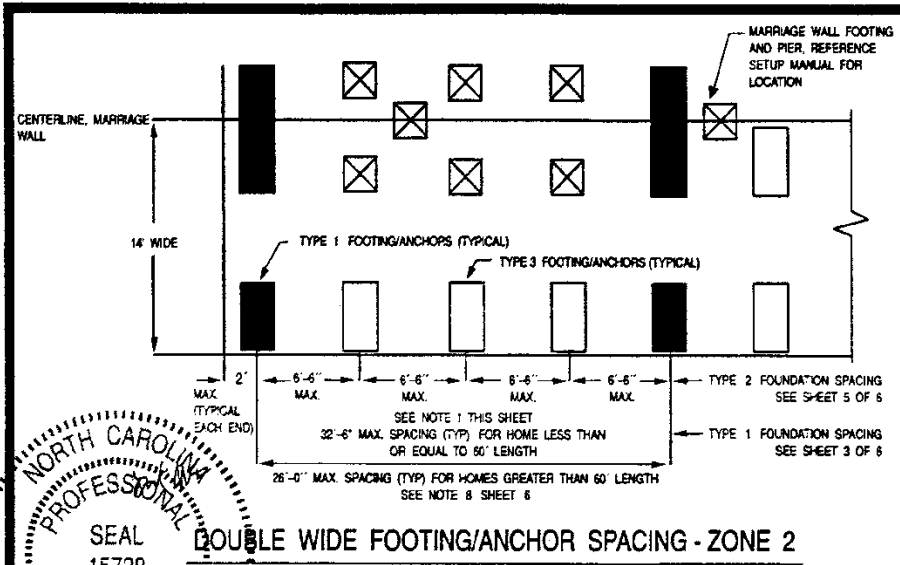 MARRIAGE WALL FOOTING
AND PIER, REFERENCE
SETUP MANUAL FOR
LOCATION
CENTERLINE, MARRIAGE
WALL
14' WIDE
TYPE 1 FOOTING/ANCHORS (TYPICAL)
TYPE 3 FOOTING/ANCHORS (TYPICAL)
2'
MAX.
(TYPICAL
EACH END)
6'-6"
MAX.
6'-6"
MAX.
6'-6"
MAX.
6'-6"
MAX.
TYPE 2 FOUNDATION SPACING
SEE SHEET 5 OF 6
SEE NOTE 1 THIS SHEET
32'-6" MAX. SPACING (TYP) FOR HOME LESS THAN
OR EQUAL TO 60' LENGTH
TYPE 1 FOUNDATION SPACING
SEE SHEET 3 OF 6
26'-0" MAX. SPACING (TYP) FOR HOMES GREATER THAN 60' LENGTH
SEE NOTE 8 SHEET 6
NORTH CAROLINA
PROFESSIONAL
SEAL
DOUBLE WIDE FOOTING/ANCHOR SPACING - ZONE 2